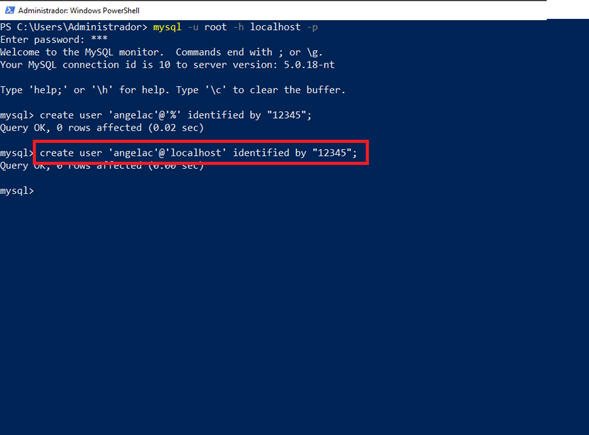 Administrador: Windows PowerShell
PS C:\Users\Administrador> mysql -u root -h localhost -p
Enter password: ***
Welcome to the MySQL monitor.  Commands end with ; or \g.
Your MySQL connection id is 10 to server version: 5.0.18-nt
Type 'help;' or '\h' for help. Type '\c' to clear the buffer.
mysql> create user 'angelac'@'%' identified by "12345";
Query OK, 0 rows affected (0.02 sec)
mysql> create user 'angelac'@'localhost' identified by "12345";
Query OK, 0 rows affected (0.00 sec)
mysql>